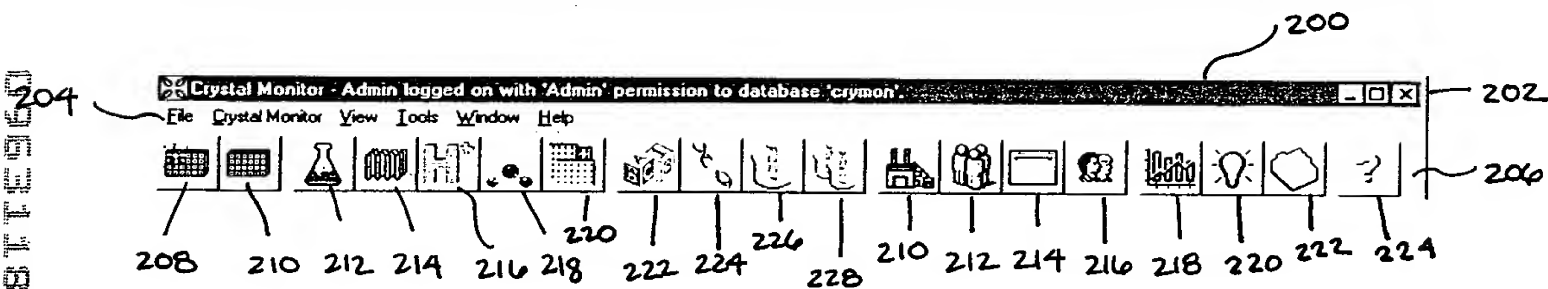 200
Crystal Monitor - Admin logged on with 'Admin' permission to database 'crymon'.
202
204
File Crystal Monitor View Tools Window Help
206
208 210 212 214 216 218 220 222 224 226 228 210 212 214 216 218 220 222 224